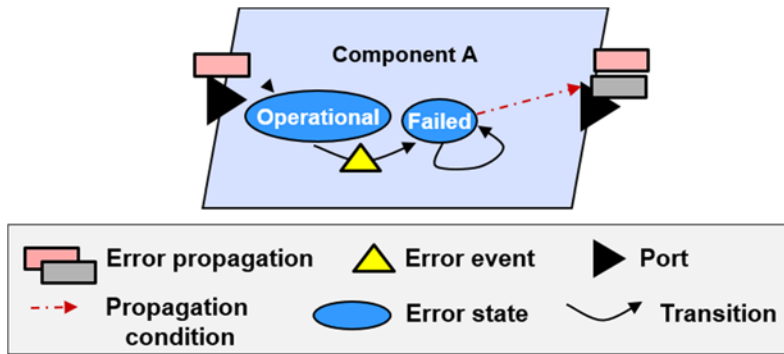 Component A
Operational
Failed
Error propagation
Error event
Port
Propagation
condition
Error state
Transition